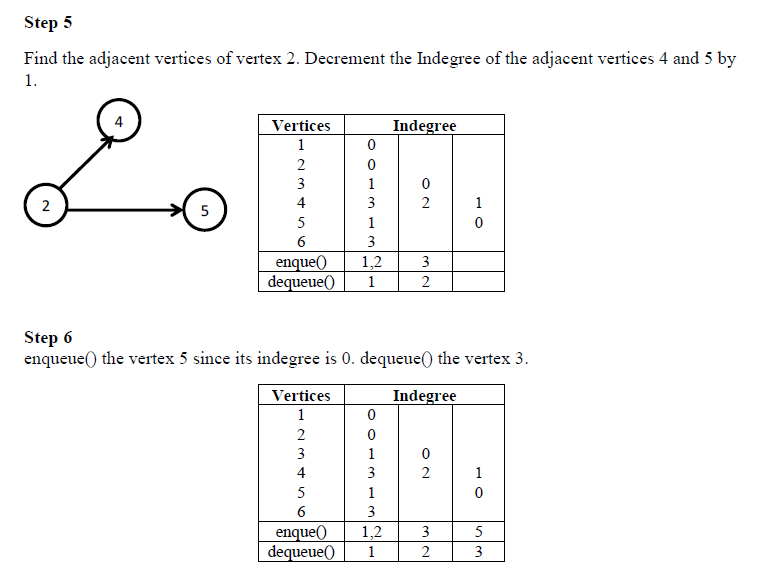 Step 5
Find the adjacent vertices of vertex 2. Decrement the Indegree of the adjacent vertices 4 and 5 by
1.
4
2
5
Vertices Indegree
1 0
2 0
3 1 0
4 3 2 1
5 1 0
6 3
enque() 1,2 3
dequeue() 1 2
Step 6
enqueue() the vertex 5 since its indegree is 0. dequeue() the vertex 3.
Vertices Indegree
1 0
2 0
3 1 0
4 3 2 1
5 1 0
6 3
enque() 1,2 3 5
dequeue() 1 2 3